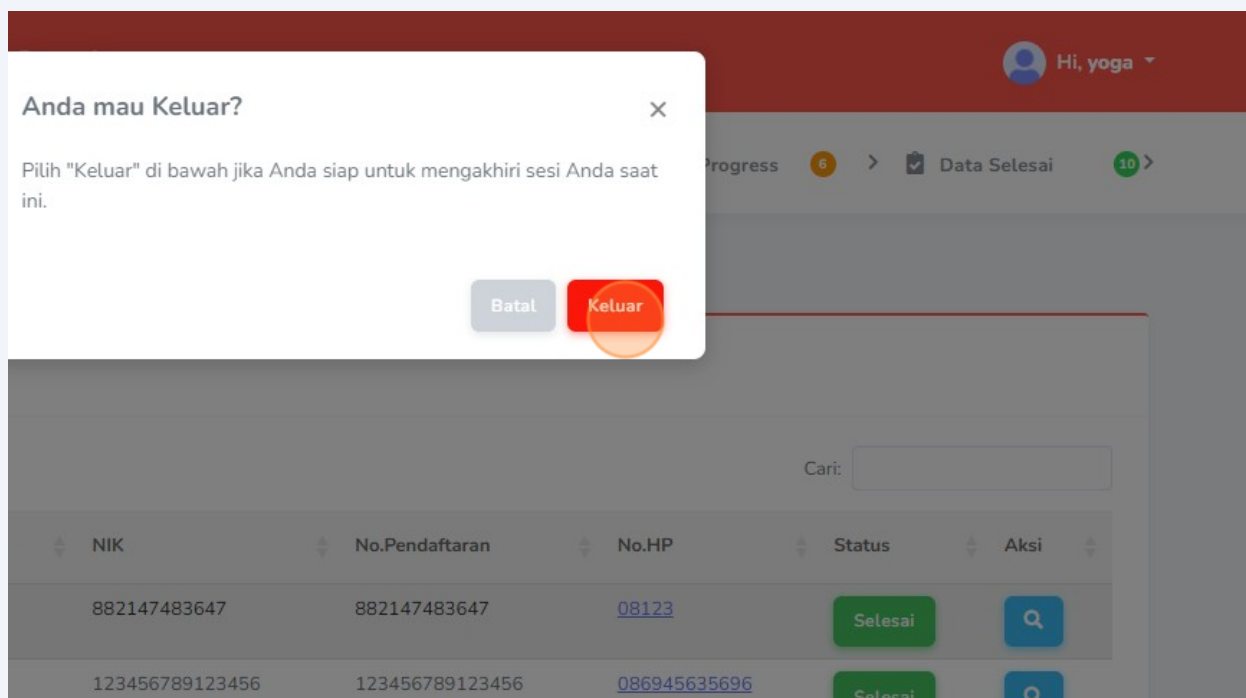 Hi, yoga
Anda mau Keluar?
Pilih "Keluar" di bawah jika Anda siap untuk mengakhiri sesi Anda saat
ini.
Progress 6 Data Selesai 10
Batal Keluar
Cari:
NIK No.Pendaftaran No.HP Status Aksi
882147483647 882147483647 08123 Selesai
123456789123456 123456789123456 086945635696 Selesai